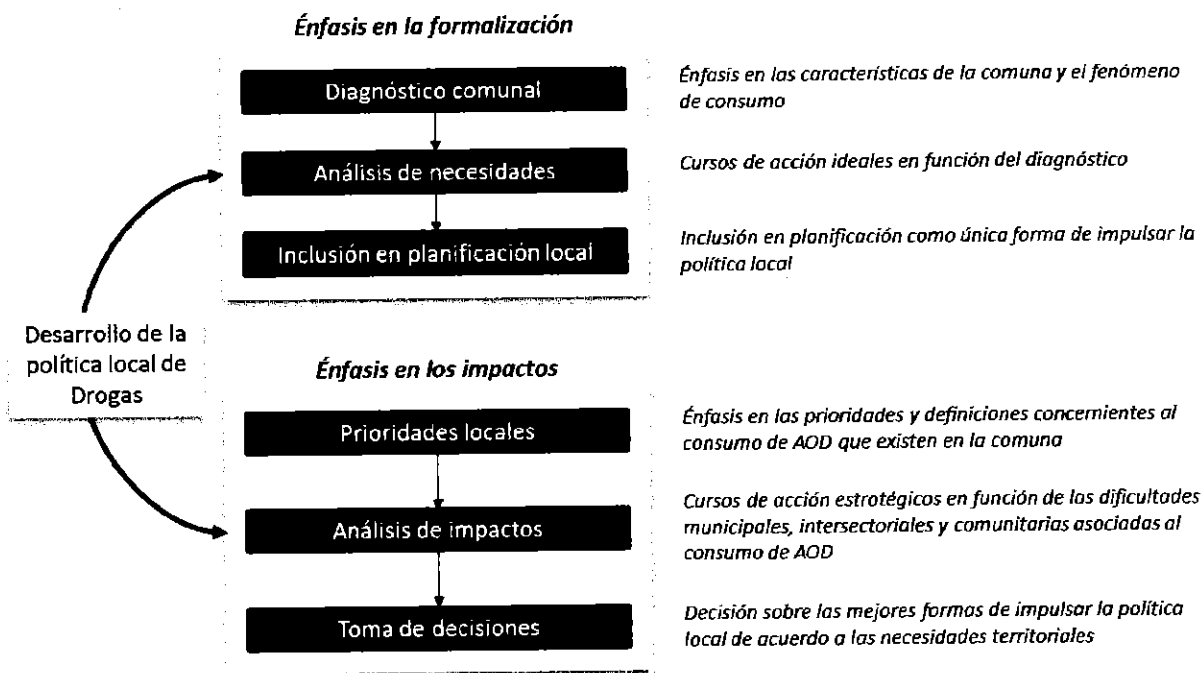 Énfasis en la formalización
Diagnóstico comunal
Énfasis en las características de la comuna y el fenómeno
de consumo
Análisis de necesidades
Cursos de acción ideales en función del diagnóstico
Inclusión en planificación local
Inclusión en planificación como única forma de impulsar la
política local
Desarrollo de la
política local de
Drogas
Énfasis en los impactos
Prioridades locales
Énfasis en las prioridades y definiciones concernientes al
consumo de AOD que existen en la comuna
Análisis de impactos
Cursos de acción estratégicos en función de las dificultades
municipales, intersectoriales y comunitarias asociadas al
consumo de AOD
Toma de decisiones
Decisión sobre las mejores formas de impulsar la política
local de acuerdo a las necesidades territoriales